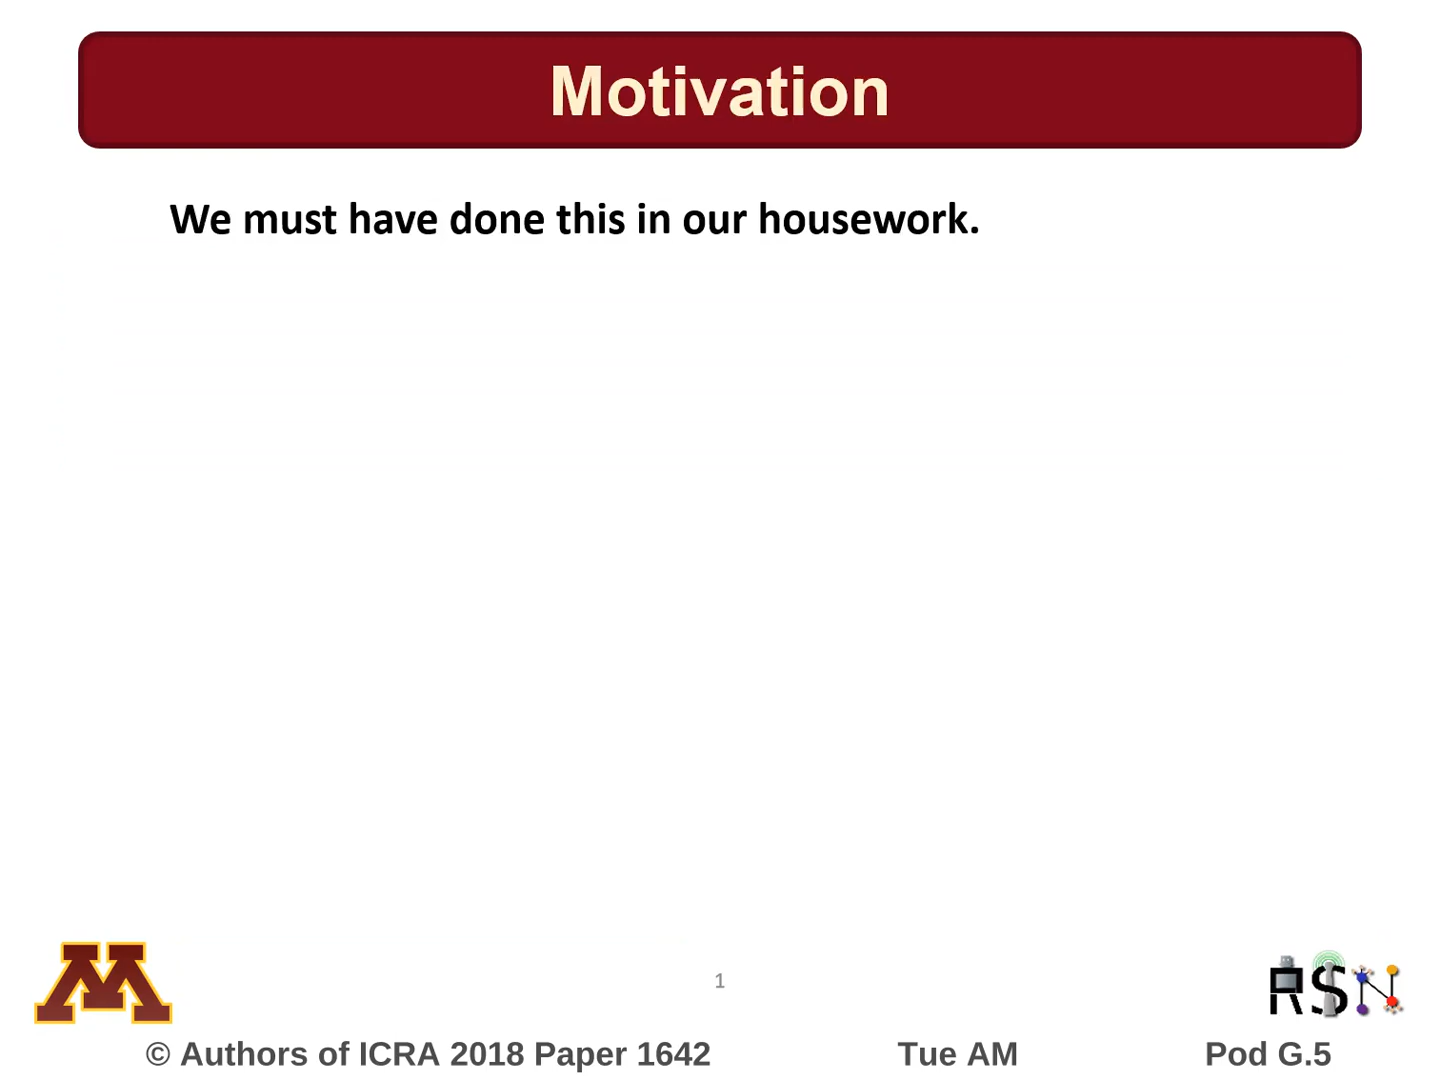 Motivation
We must have done this in our housework.
M
1
RSN
© Authors of ICRA 2018 Paper 1642 Tue AM Pod G.5